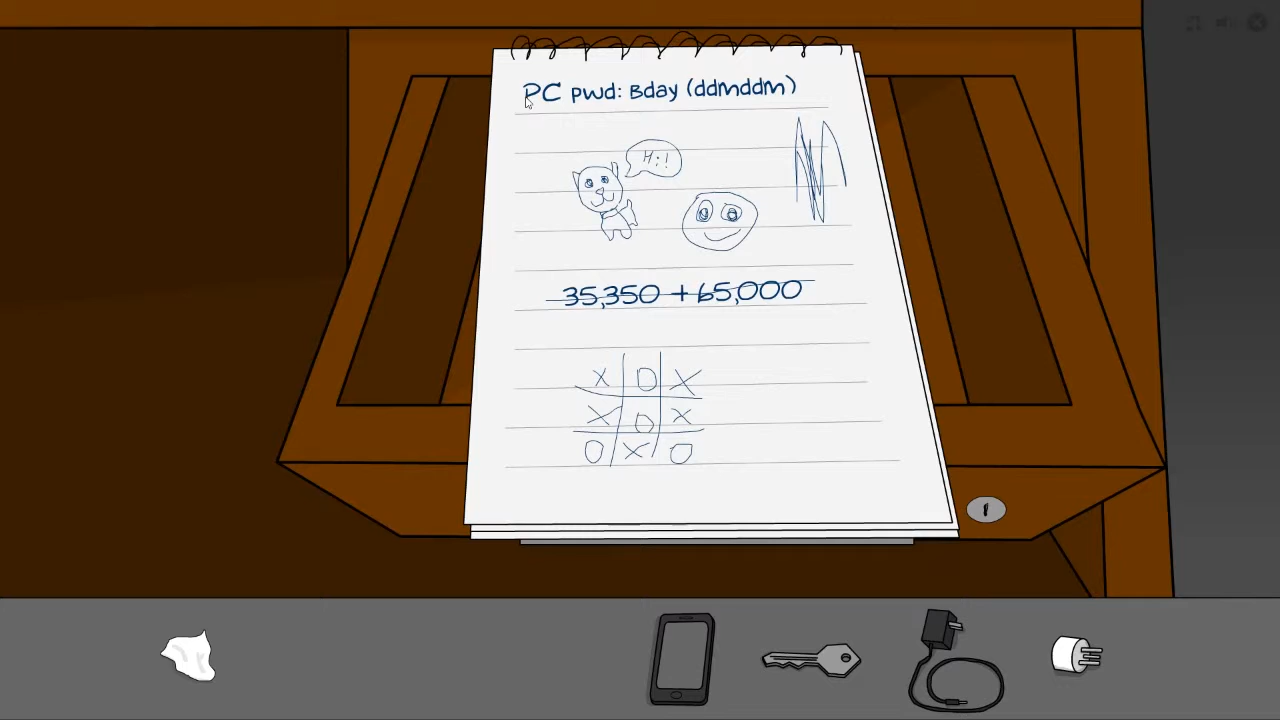 PC pwd: Bday (ddmddm)
Hi!
35,350 + 65,000
X O X
X O X
O X O